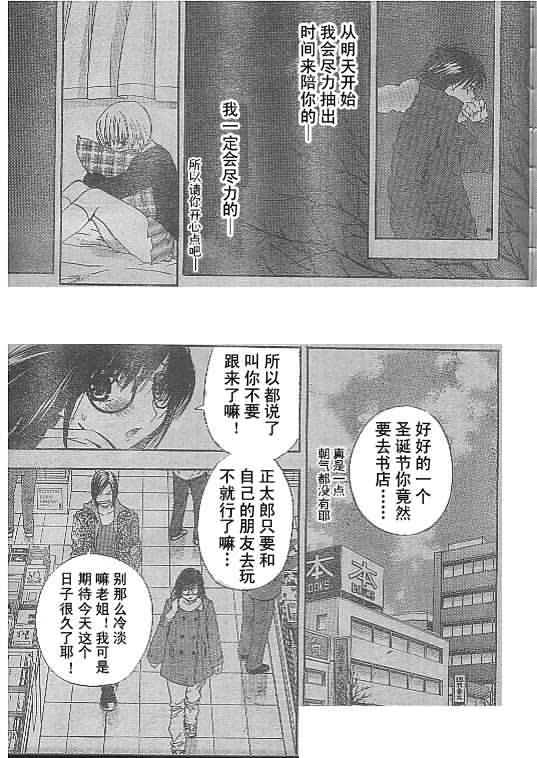 从明天开始
我会尽力抽出
时间来陪你的—
我一定会尽力的—
所以请你开心点吧—
好好的一个
圣诞节你竟然
要去书店……
真是一点
朝气都没有耶
本
本
所以都说了
叫你不要
跟来了嘛！
正太郎只要和
自己的朋友去玩
不就行了嘛…
别那么冷淡
嘛老姐！我可是
期待今天这个
日子很久了耶！